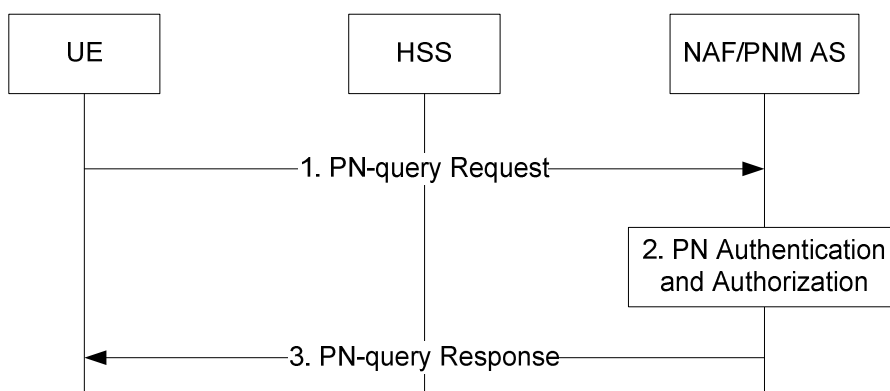 UE
HSS
NAF/PNM AS
1. PN-query Request
2. PN Authentication
and Authorization
3. PN-query Response